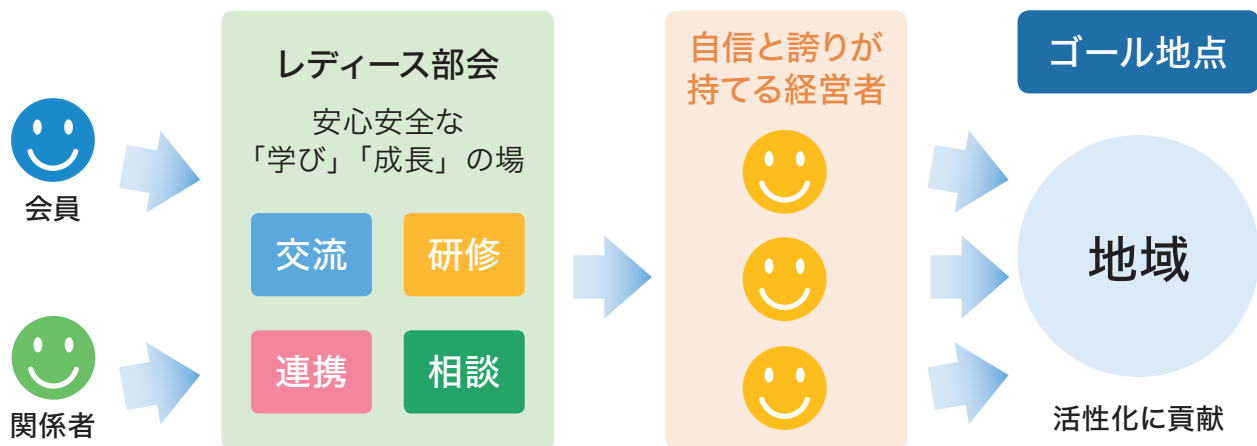 会員
関係者
レディース部会
安心安全な
「学び」「成長」の場
交流
研修
連携
相談
自信と誇りが
持てる経営者
ゴール地点
地域
活性化に貢献